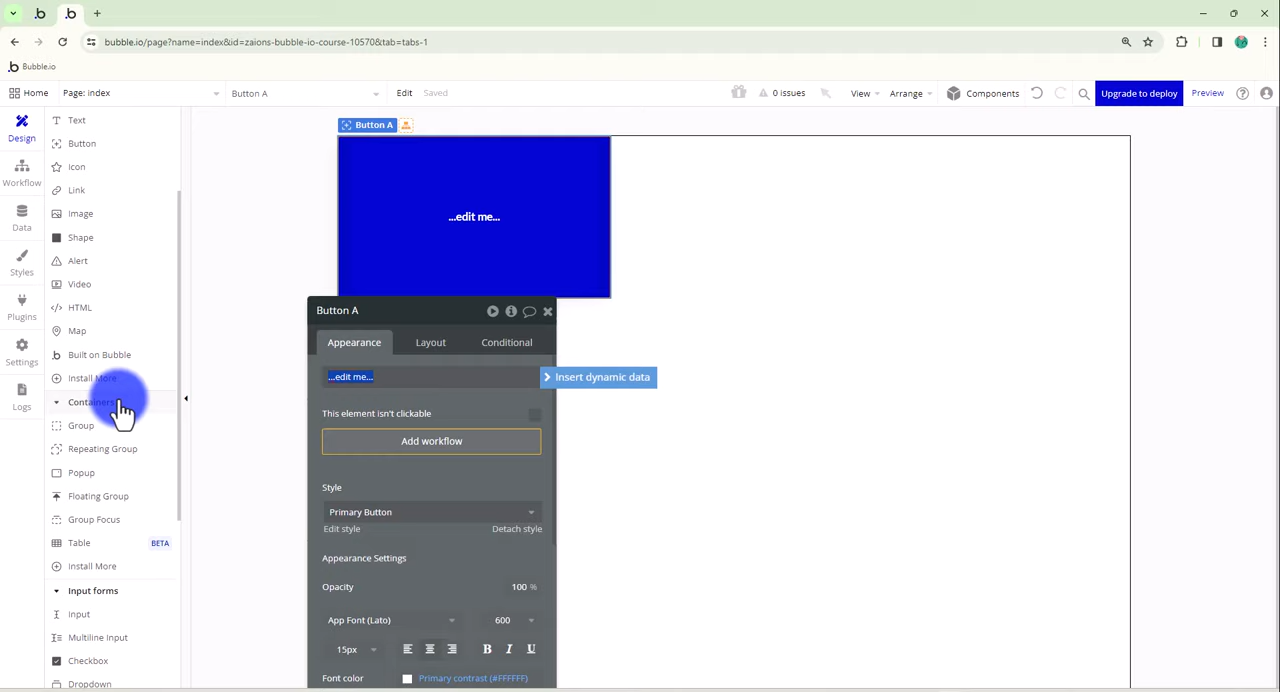 bubble.io/page?name=index&id=zaions-bubble-io-course-10570&tab=tabs-1
Bubble.io
Home
Page: index
Button A
Edit
Saved
0 issues
View
Arrange
Components
Upgrade to deploy
Preview
Design
Workflow
Data
Styles
Plugins
Settings
Logs
Text
Button
Icon
Link
Image
Shape
Alert
Video
HTML
Map
Built on Bubble
Install More
Containers
Group
Repeating Group
Popup
Floating Group
Group Focus
Table
BETA
Install More
Input forms
Input
Multiline Input
Checkbox
Dropdown
Button A
...edit me...
Button A
Appearance
Layout
Conditional
...edit me...
Insert dynamic data
This element isn't clickable
Add workflow
Style
Primary Button
Edit style
Detach style
Appearance Settings
Opacity
100 %
App Font (Lato)
600
15px
B
I
U
Font color
Primary contrast (#FFFFFF)